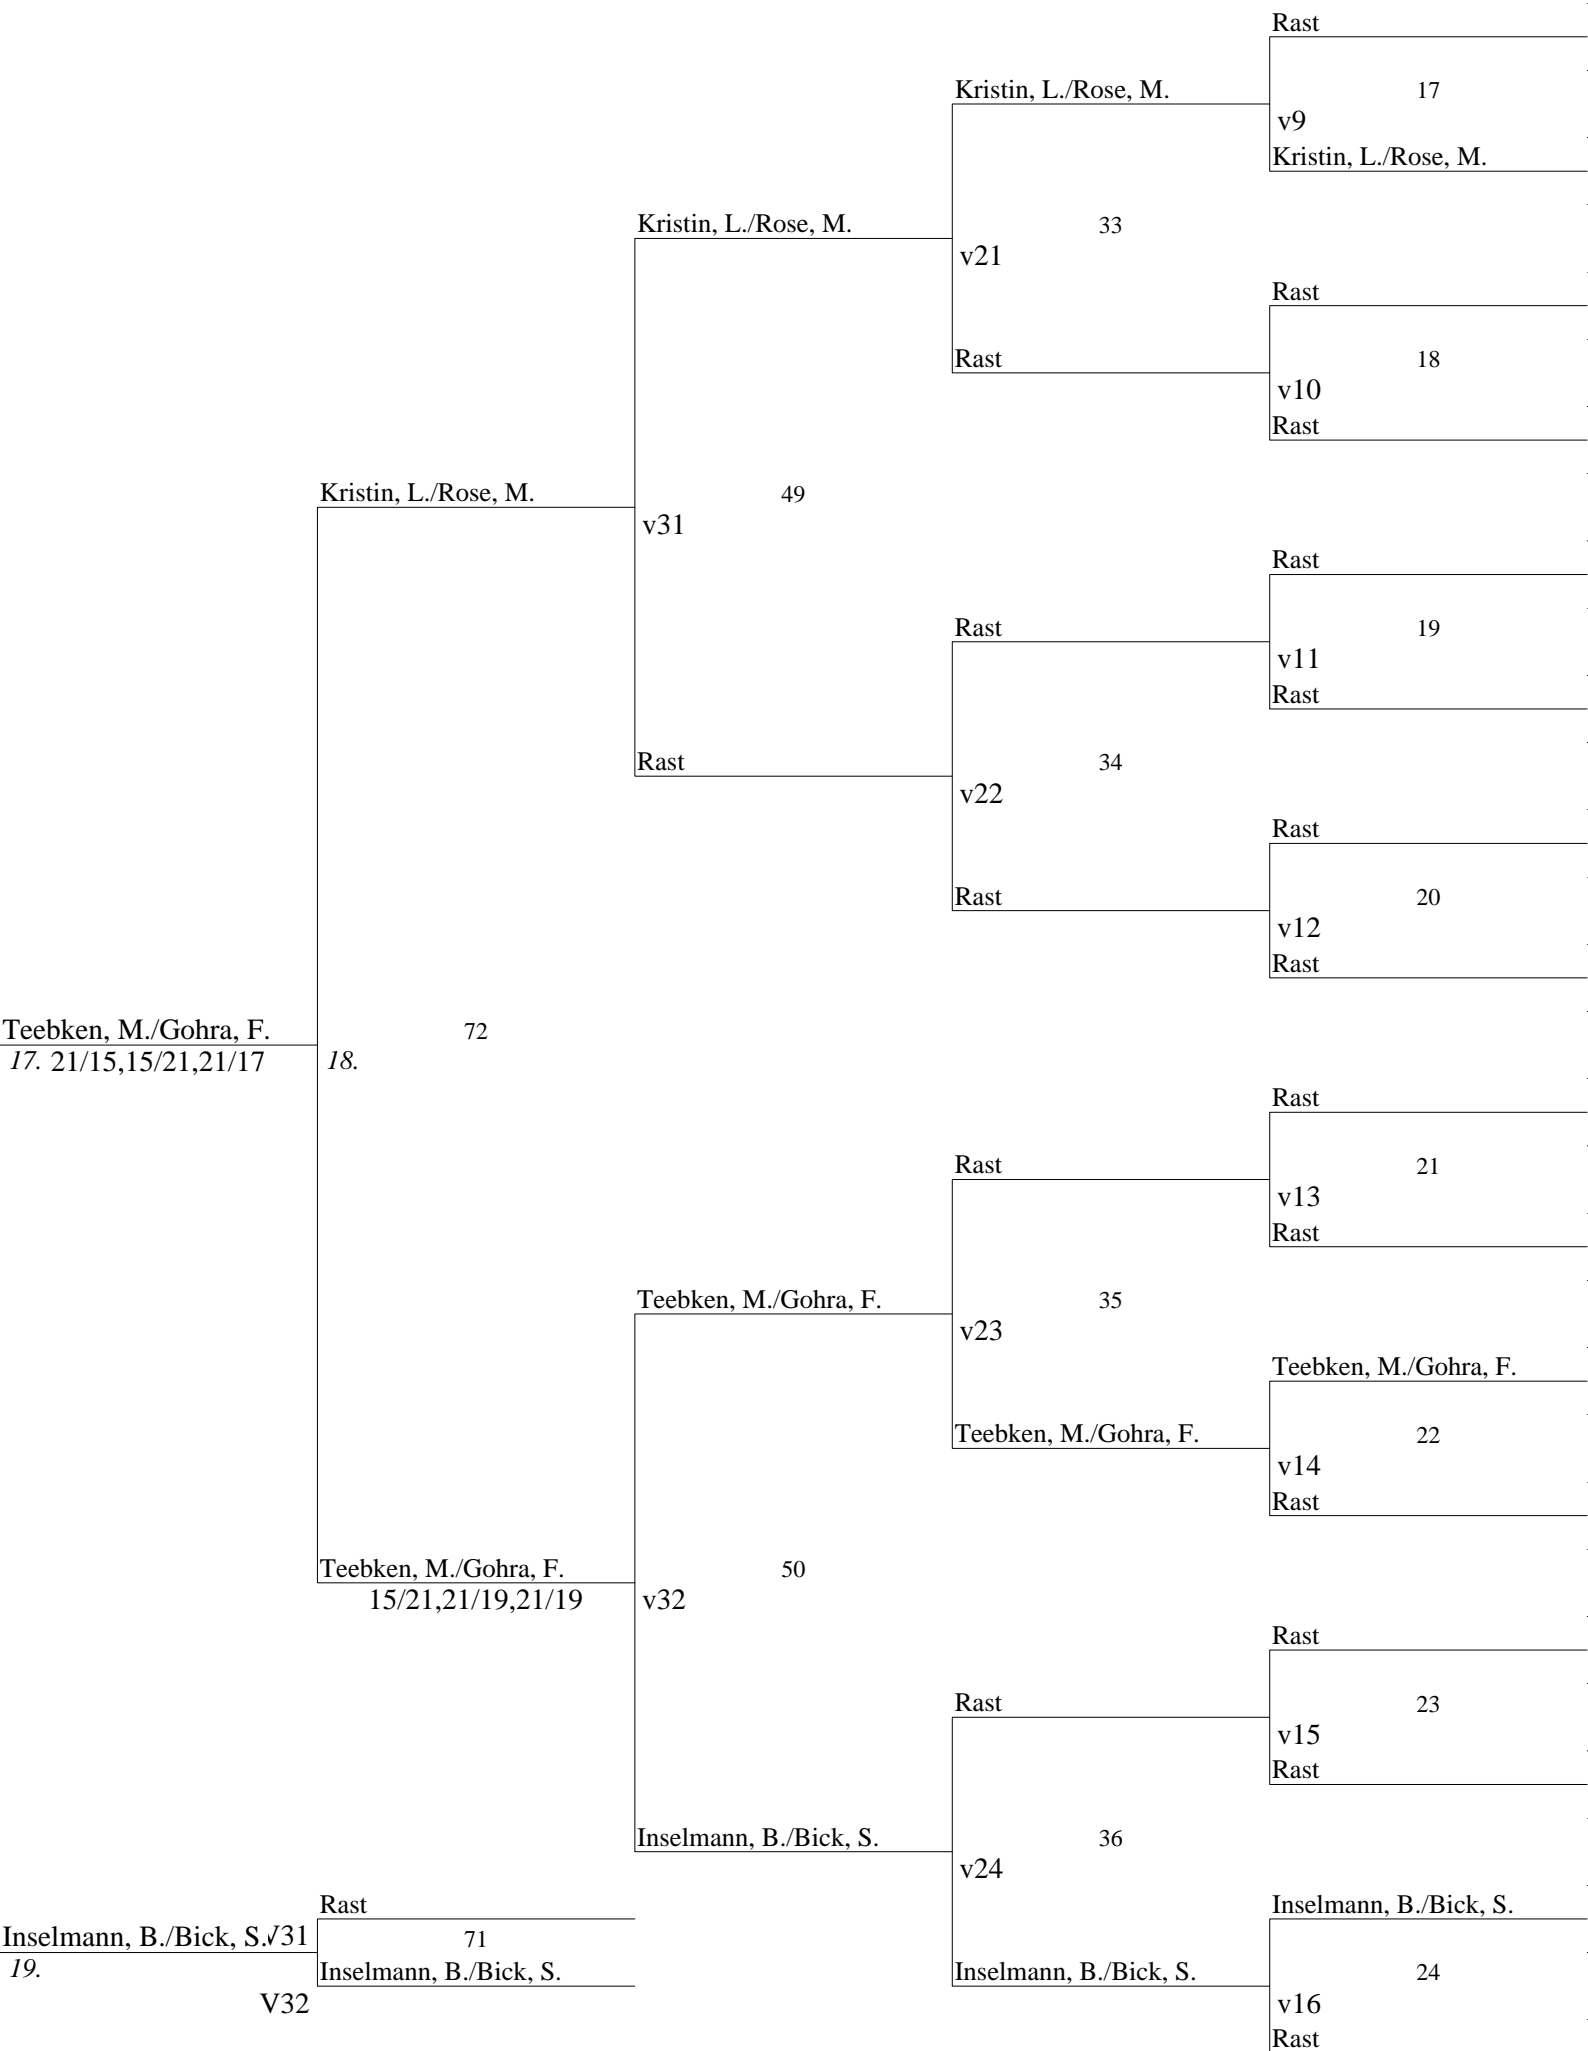 Rast
Kristin, L./Rose, M.
17
v9
Kristin, L./Rose, M.
Kristin, L./Rose, M.
33
v21
Rast
Rast
18
v10
Rast
Kristin, L./Rose, M.
49
v31
Rast
Rast
19
v11
Rast
Rast
34
v22
Rast
Rast
20
v12
Rast
Teebken, M./Gohra, F.
72
17. 21/15,15/21,21/17
18.
Rast
Rast
21
v13
Rast
Teebken, M./Gohra, F.
35
v23
Teebken, M./Gohra, F.
Teebken, M./Gohra, F.
22
v14
Rast
Teebken, M./Gohra, F.
50
15/21,21/19,21/19
v32
Rast
Rast
23
v15
Rast
Inselmann, B./Bick, S.
36
v24
Rast
Inselmann, B./Bick, S.
Inselmann, B./Bick, S. V31
71
19.
Inselmann, B./Bick, S.
Inselmann, B./Bick, S.
24
V32
v16
Rast